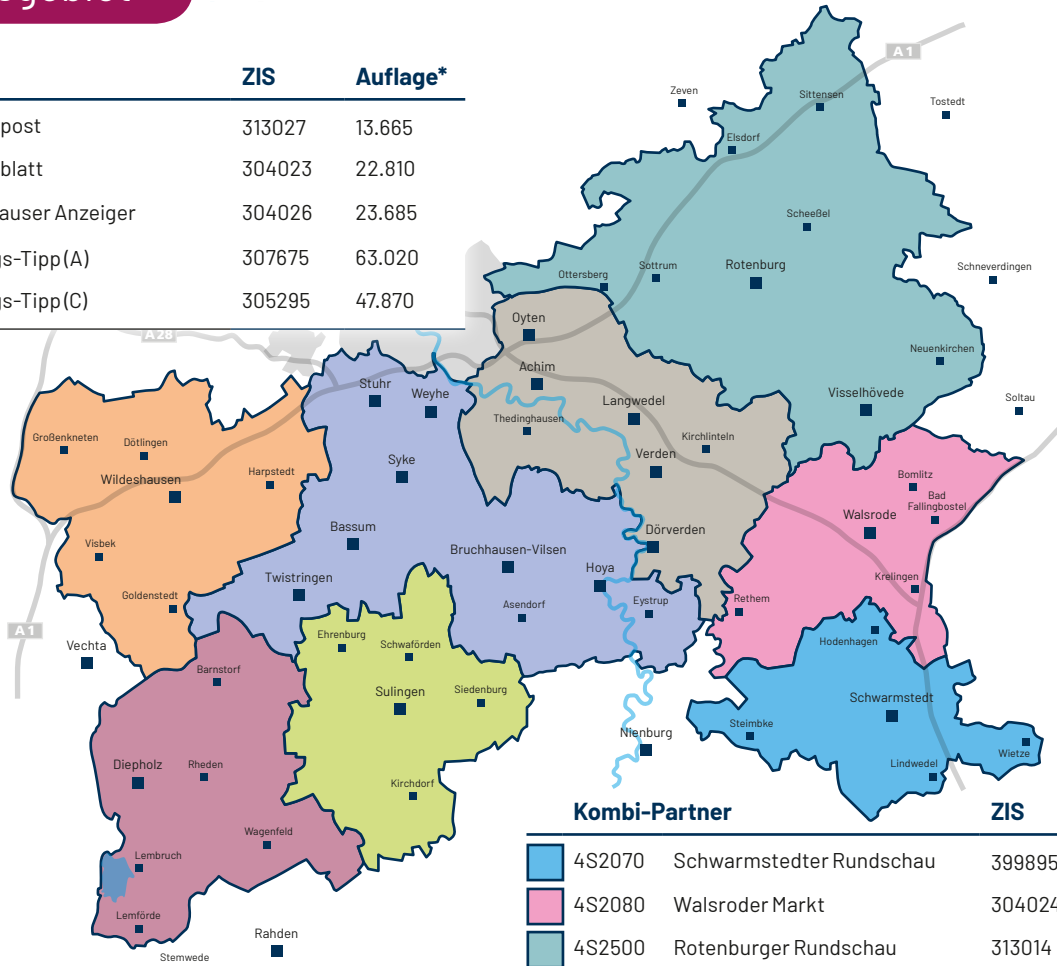 ZIS Auflage*
post 313027 13.665
blatt 304023 22.810
auser Anzeiger 304026 23.685
gs-Tipp (A) 307675 63.020
gs-Tipp (C) 305295 47.870
A1
Zeven
Sittensen
Tostedt
Elsdorf
Scheeßel
Schneverdingen
Ottersberg
Sottrum
Rotenburg
Oyten
A28
Neuenkirchen
Achim
Stuhr
Weyhe
Langwedel
Visselhövede
Soltau
Thedinghausen
Kirchlinteln
Großenkneten
Dötlingen
Wildeshausen
Harpstedt
Syke
Verden
Bomlitz
Bad
Fallingbostel
Walsrode
Bassum
Dörverden
Visbek
Bruchhausen-Vilsen
Twistringen
Hoya
Krelingen
Goldenstedt
Asendorf
Eystrup
Rethem
A1
Vechta
Ehrenburg
Schwaförden
Hodenhagen
Barnstorf
Sulingen
Siedenburg
Schwarmstedt
Steimbke
Nienburg
Wietze
Diepholz
Rheden
Lindwedel
Kirchdorf
Wagenfeld
Lembruch
Lemförde
Rahden
Stemwede
Kombi-Partner ZIS
4S2070 Schwarmstedter Rundschau 399895
4S2080 Walsroder Markt 304024
4S2500 Rotenburger Rundschau 313014